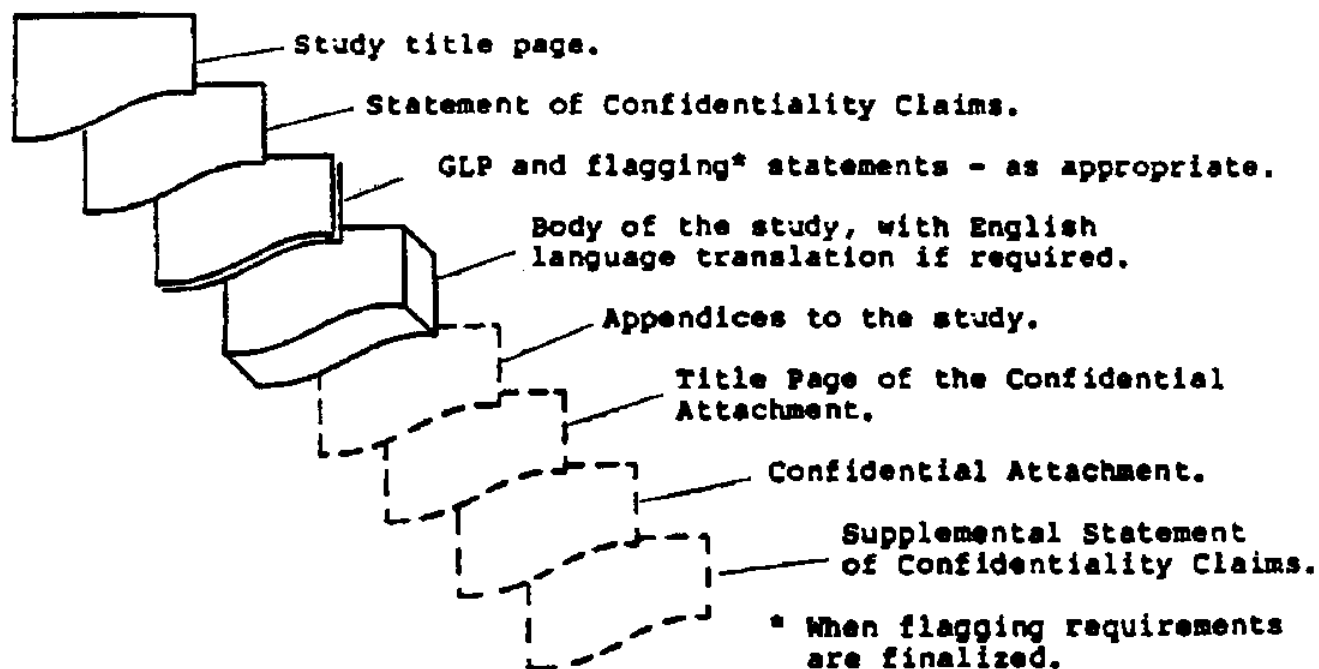 Study title page.
Statement of Confidentiality Claims.
GLP and flagging* statements - as appropriate.
Body of the study, with English
language translation if required.
Appendices to the study.
Title Page of the Confidential
Attachment.
Confidential Attachment.
Supplemental Statement
of Confidentiality Claims.
* When flagging requirements
are finalized.